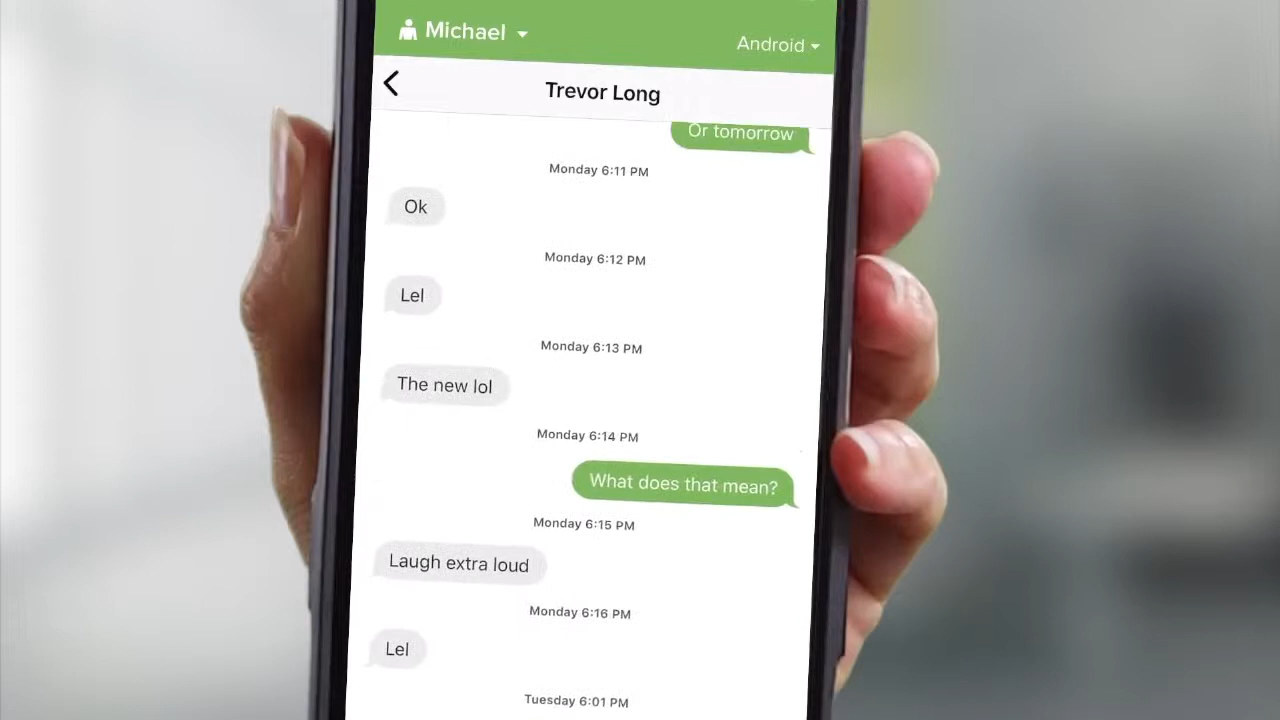 Michael
Android
Trevor Long
Or tomorrow
Monday 6:11 PM
Ok
Monday 6:12 PM
Lel
Monday 6:13 PM
The new lol
Monday 6:14 PM
What does that mean?
Monday 6:15 PM
Laugh extra loud
Monday 6:16 PM
Lel
Tuesday 6:01 PM